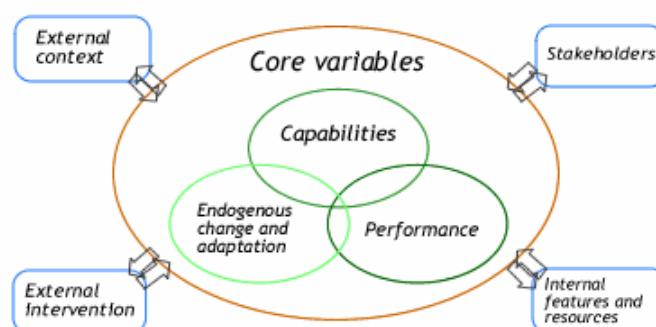 External
context
Core variables
Stakeholders
Capabilities
Endogenous
change and
adaptation
Performance
External
Intervention
Internal
features and
resources